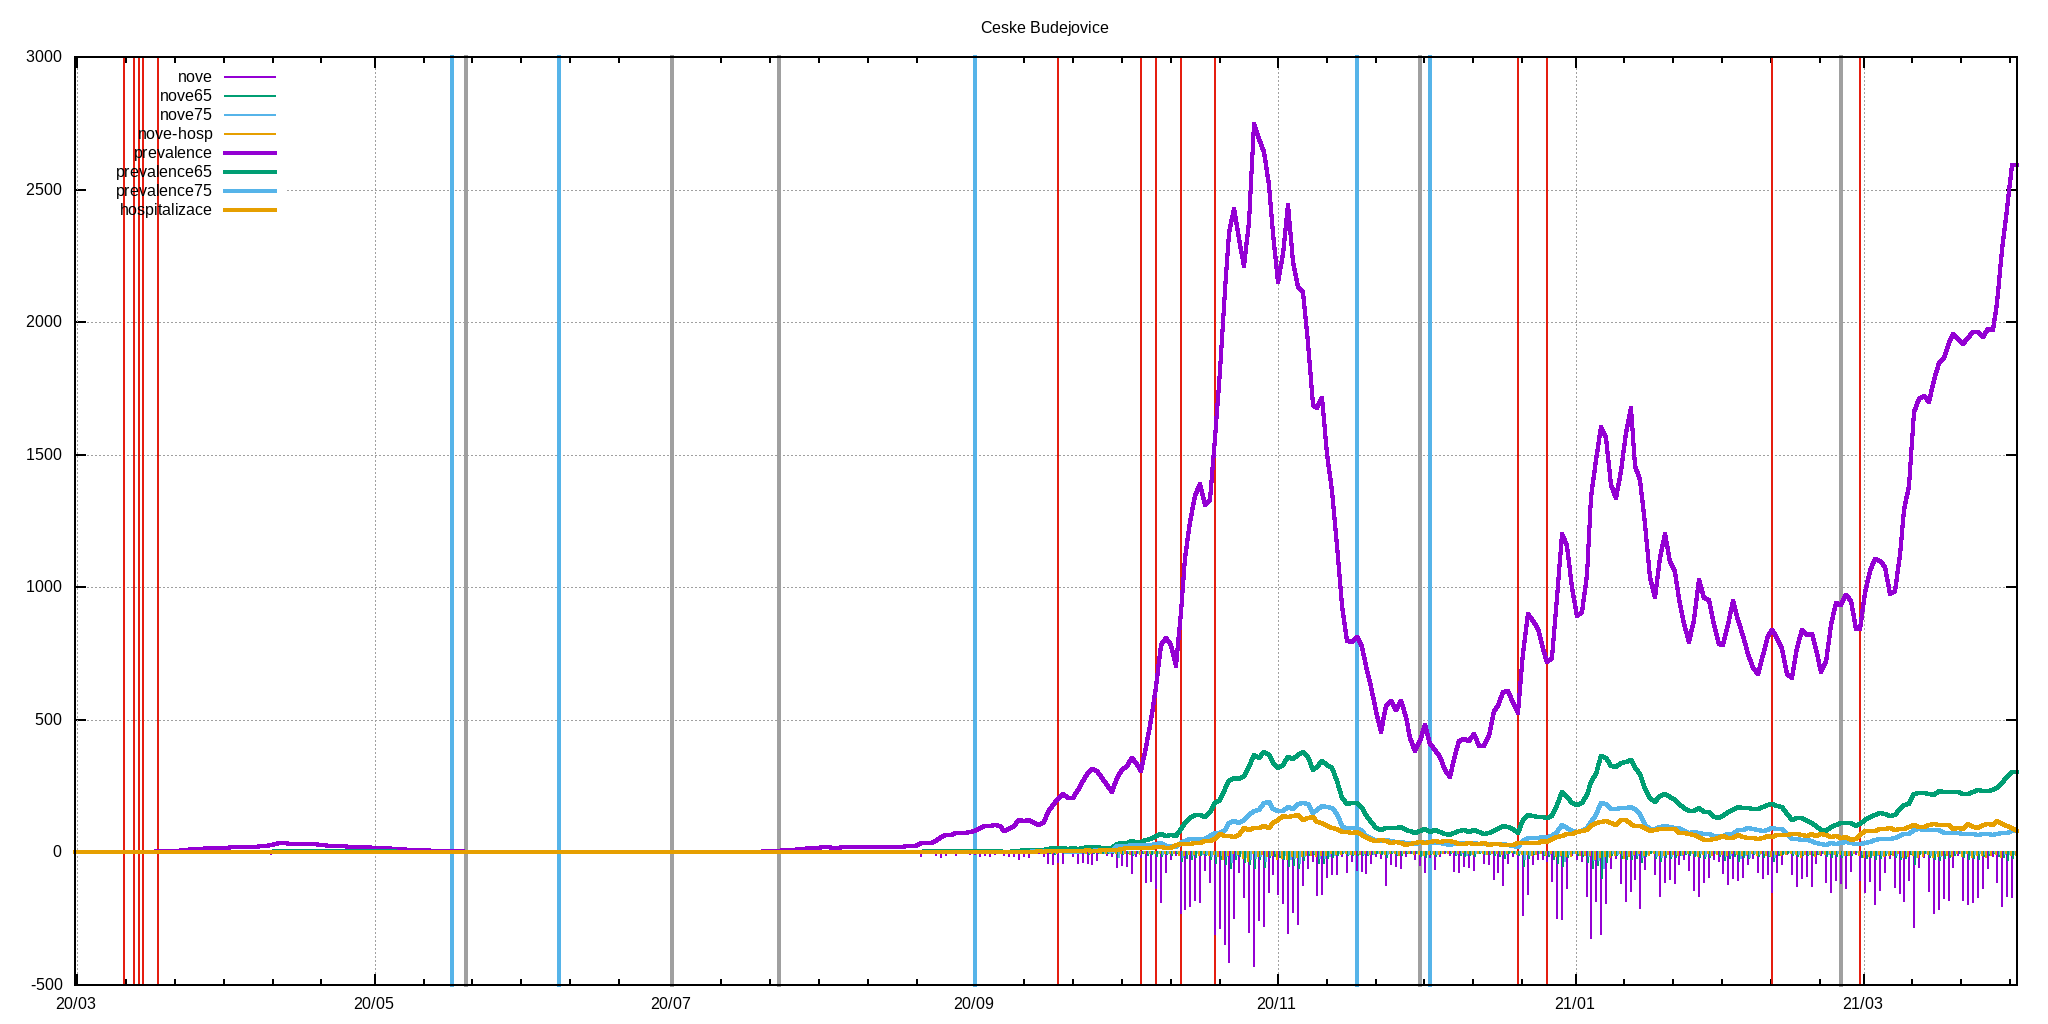 Ceske Budejovice
3000
2500
2000
1500
1000
500
0
-500
nove
nove65
nove75
nove-hosp
prevalence
prevalence65
prevalence75
hospitalizace
20/03 20/05 20/07 20/09 20/11 21/01 21/03